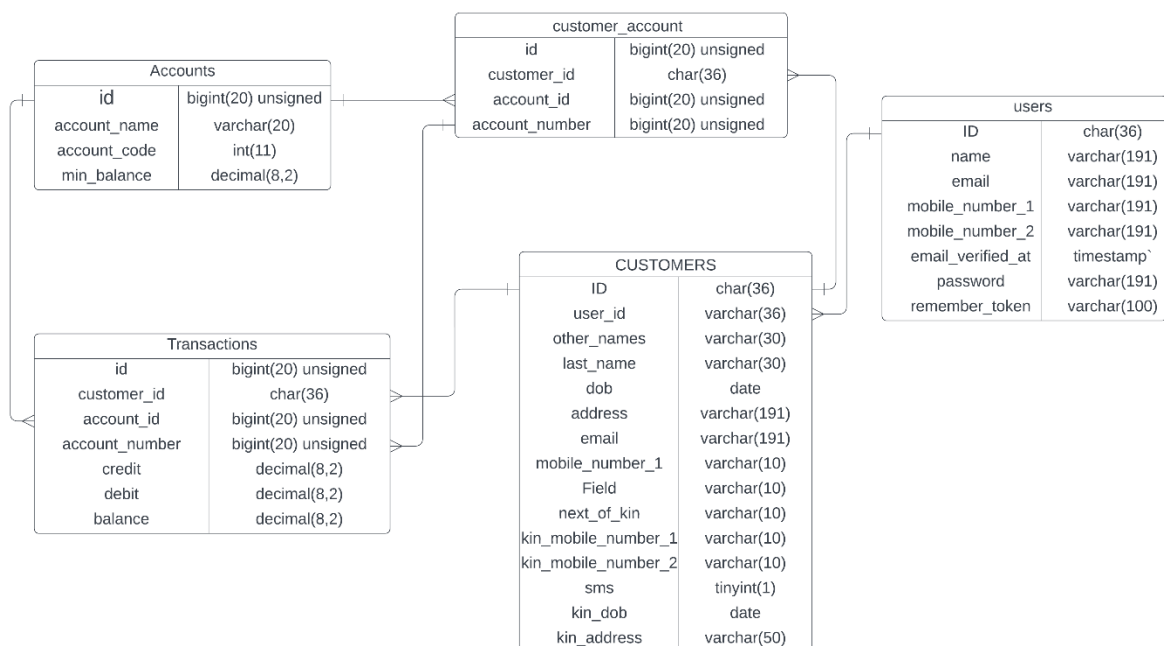 customer_account
id bigint(20) unsigned
customer_id char(36)
account_id bigint(20) unsigned
account_number bigint(20) unsigned
Accounts
id bigint(20) unsigned
account_name varchar(20)
account_code int(11)
min_balance decimal(8,2)
users
ID char(36)
name varchar(191)
email varchar(191)
mobile_number_1 varchar(191)
mobile_number_2 varchar(191)
email_verified_at timestamp`
password varchar(191)
remember_token varchar(100)
CUSTOMERS
ID char(36)
user_id varchar(36)
other_names varchar(30)
last_name varchar(30)
dob date
address varchar(191)
email varchar(191)
mobile_number_1 varchar(10)
Field varchar(10)
next_of_kin varchar(10)
kin_mobile_number_1 varchar(10)
kin_mobile_number_2 varchar(10)
sms tinyint(1)
kin_dob date
kin_address varchar(50)
Transactions
id bigint(20) unsigned
customer_id char(36)
account_id bigint(20) unsigned
account_number bigint(20) unsigned
credit decimal(8,2)
debit decimal(8,2)
balance decimal(8,2)